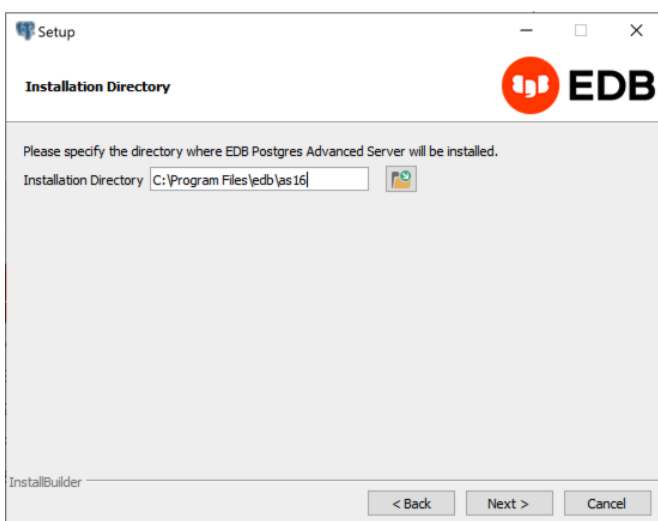 Setup
Installation Directory
EDB
Please specify the directory where EDB Postgres Advanced Server will be installed.
Installation Directory C:\Program Files\edb\as16
InstallBuilder
< Back Next > Cancel